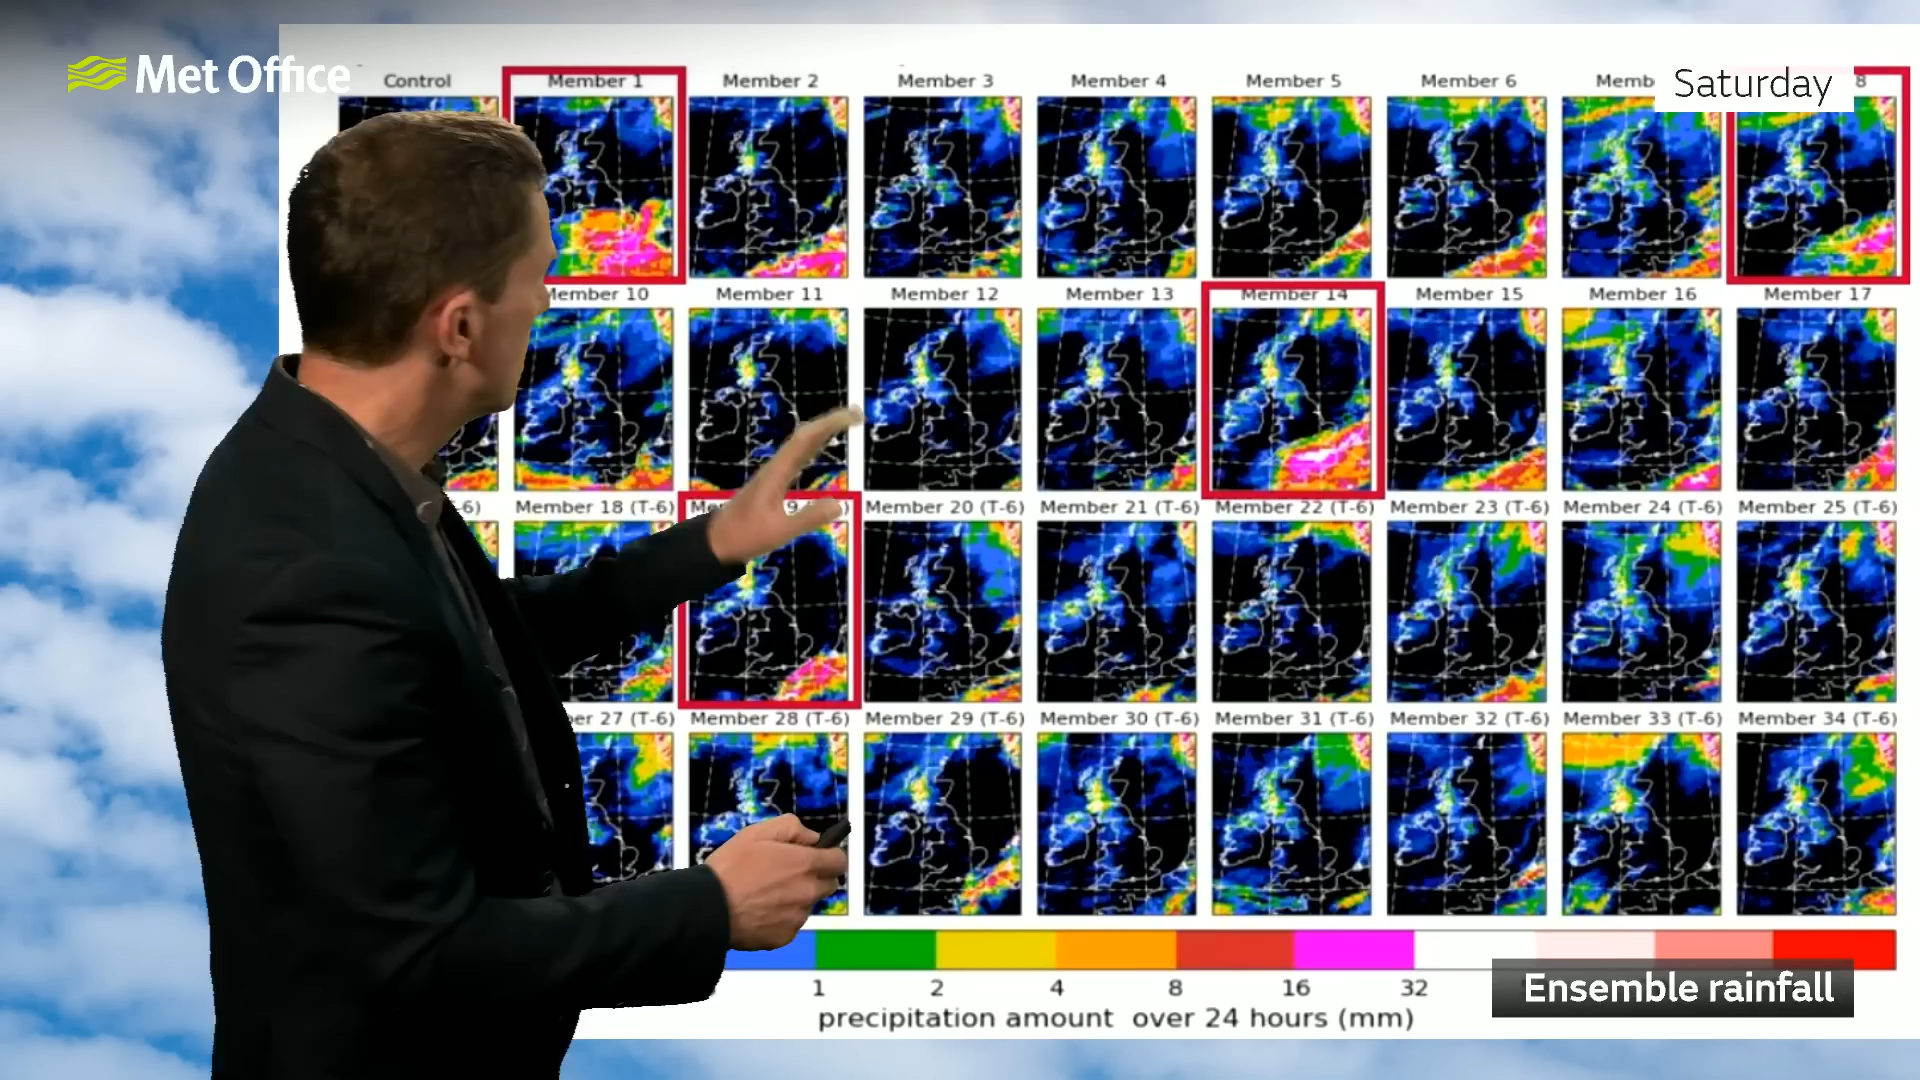 Met Office
Saturday
Control Member 1 Member 2 Member 3 Member 4 Member 5 Member 6 Memb 8
Member 10 Member 11 Member 12 Member 13 Member 14 Member 15 Member 16 Member 17
Member 18 (T-6) Member 20 (T-6) Member 21 (T-6) Member 22 (T-6) Member 23 (T-6) Member 24 (T-6) Member 25 (T-6)
ber 27 (T-6) Member 28 (T-6) Member 29 (T-6) Member 30 (T-6) Member 31 (T-6) Member 32 (T-6) Member 33 (T-6) Member 34 (T-6)
1 2 4 8 16 32
precipitation amount over 24 hours (mm)
Ensemble rainfall